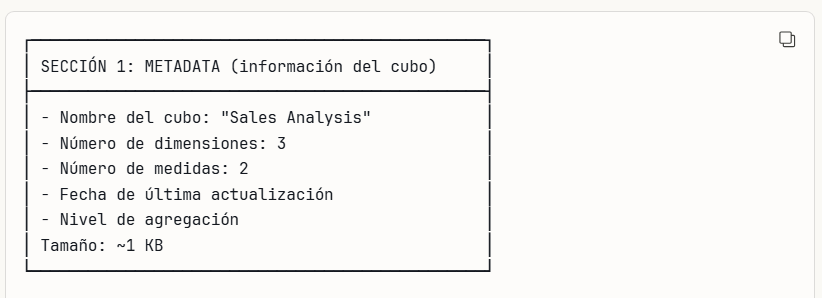 SECCIÓN 1: METADATA (información del cubo)
- Nombre del cubo: "Sales Analysis"
- Número de dimensiones: 3
- Número de medidas: 2
- Fecha de última actualización
- Nivel de agregación
Tamaño: ~1 KB